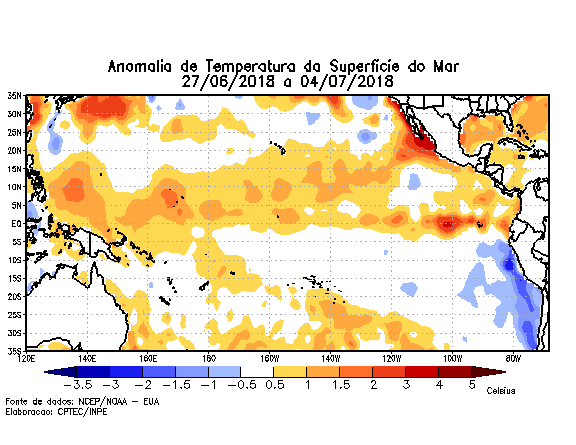 Anomalia de Temperatura da Superfície do Mar
27/06/2018 a 04/07/2018
35N
30N
25N
20N
15N
10N
5N
EQ
5S
10S
15S
20S
25S
30S
35S
120E 140E 160E 180 160W 140W 120W 100W 80W
-3.5 -3 -2 -1.5 -1 -0.5 0.5 1 1.5 2 3 4 5
Celsius
Fonte de dados: NCEP/NOAA - EUA
Elaboracao: CPTEC/INPE